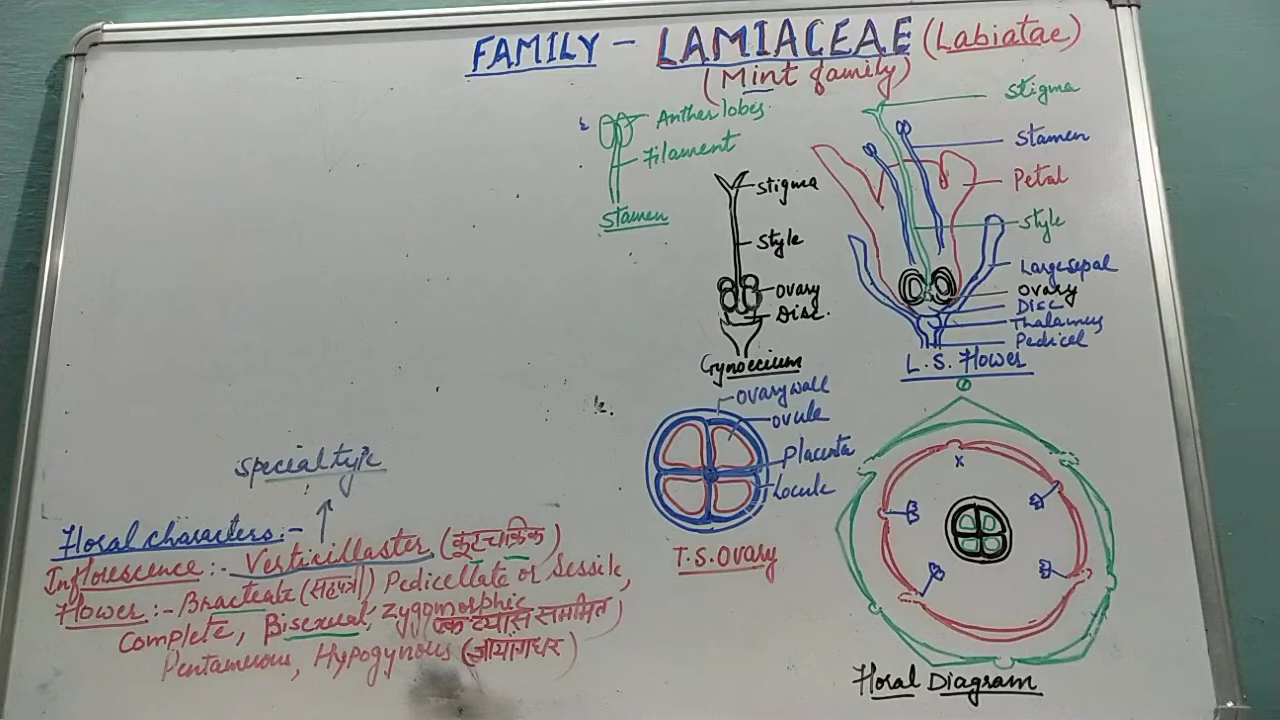 FAMILY - LAMIACEAE (Labiatae)
(Mint family)
Anther lobes
Filament
Stamen
Stigma
Style
Ovary
Disc.
Gynoecium
Stigma
Stamen
Petal
Style
Large sepal
Ovary
Disc
Thalamus
Pedicel
L.S. Flower
Ovary wall
Ovule
Placenta
Locule
T.S. Ovary
x
Floral Diagram
Special type
Floral characters:-
Inflorescence:- Verticillaster (कूटचक्रिक)
Flower:- Bracteate (सहपत्री) Pedicellate or Sessile,
Complete, Bisexual, Zygomorphic
(एक व्यास सममित)
Pentamerous, Hypogynous (जायांगधर)